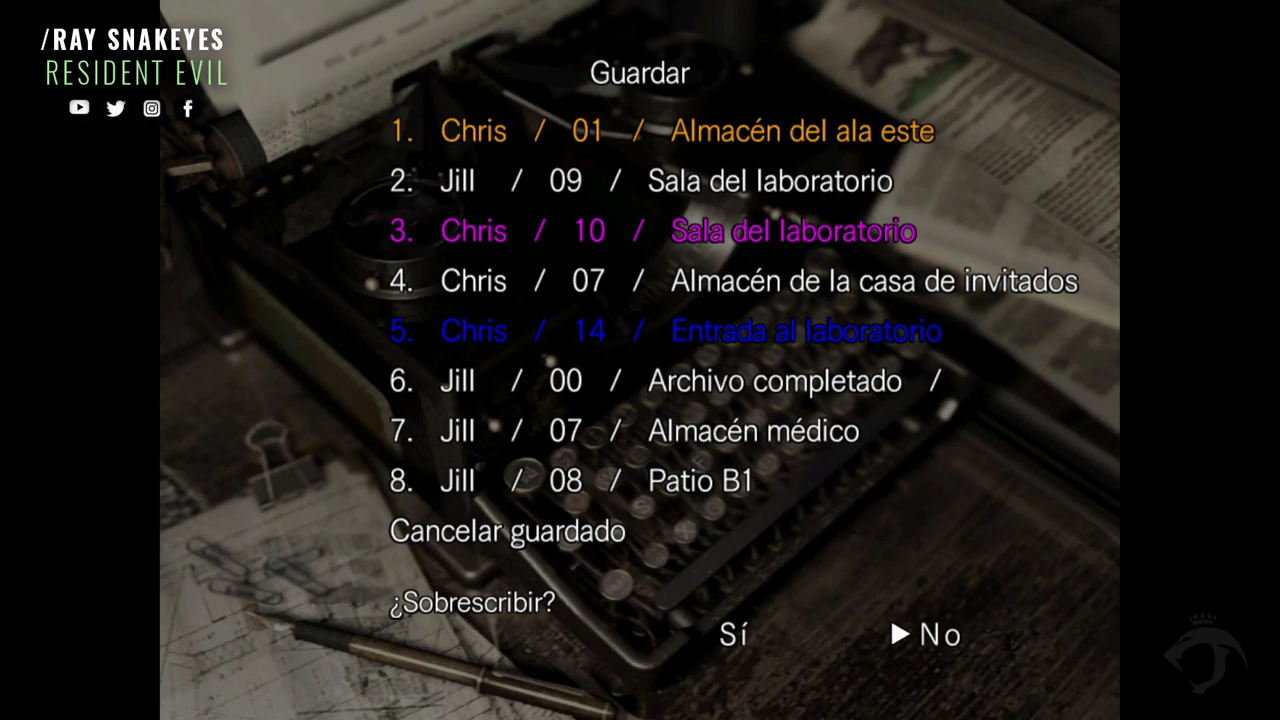 /RAY SNAKEYES
RESIDENT EVIL
Guardar
1. Chris / 01 / Almacén del ala este
2. Jill / 09 / Sala del laboratorio
3. Chris / 10 / Sala del laboratorio
4. Chris / 07 / Almacén de la casa de invitados
5. Chris / 14 / Entrada al laboratorio
6. Jill / 00 / Archivo completado /
7. Jill / 07 / Almacén médico
8. Jill / 08 / Patio B1
Cancelar guardado
¿Sobrescribir?
Sí ▶ No